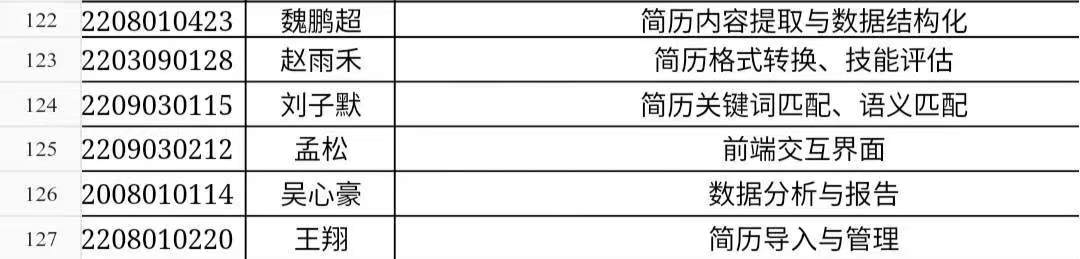 122 2208010423 魏鹏超 简历内容提取与数据结构化
123 2203090128 赵雨禾 简历格式转换、技能评估
124 2209030115 刘子默 简历关键词匹配、语义匹配
125 2209030212 孟松 前端交互界面
126 2008010114 吴心豪 数据分析与报告
127 2208010220 王翔 简历导入与管理